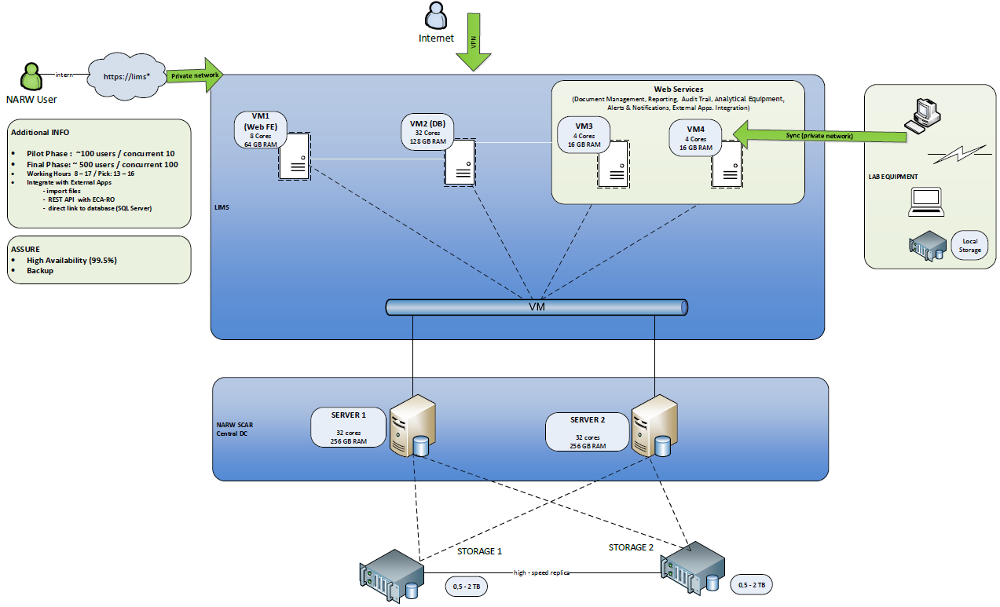 Internet
VPN
intern
https://lims*
Private network
NARW User
Additional INFO
• Pilot Phase : ~100 users / concurrent 10
• Final Phase: ~ 500 users / concurrent 100
• Working Hours 8 – 17 / Pick: 13 – 16
• Integrate with External Apps
- import files
- REST API with ECA-RO
- direct link to database (SQL Server)
ASSURE
• High Availability (99.5%)
• Backup
LIMS
VM1
(Web FE)
8 Cores
64 GB RAM
VM2 (DB)
32 Cores
128 GB RAM
Web Services
(Document Management, Reporting, Audit Trail, Analytical Equipment,
Alerts & Notifications, External Apps. Integration)
VM3
4 Cores
16 GB RAM
VM4
4 Cores
16 GB RAM
Sync (private network)
LAB EQUIPMENT
Local
Storage
VM
NARW SCAR
Central DC
SERVER 1
32 cores
256 GB RAM
SERVER 2
32 cores
256 GB RAM
STORAGE 1
STORAGE 2
high - speed replica
0,5 - 2 TB
0,5 - 2 TB